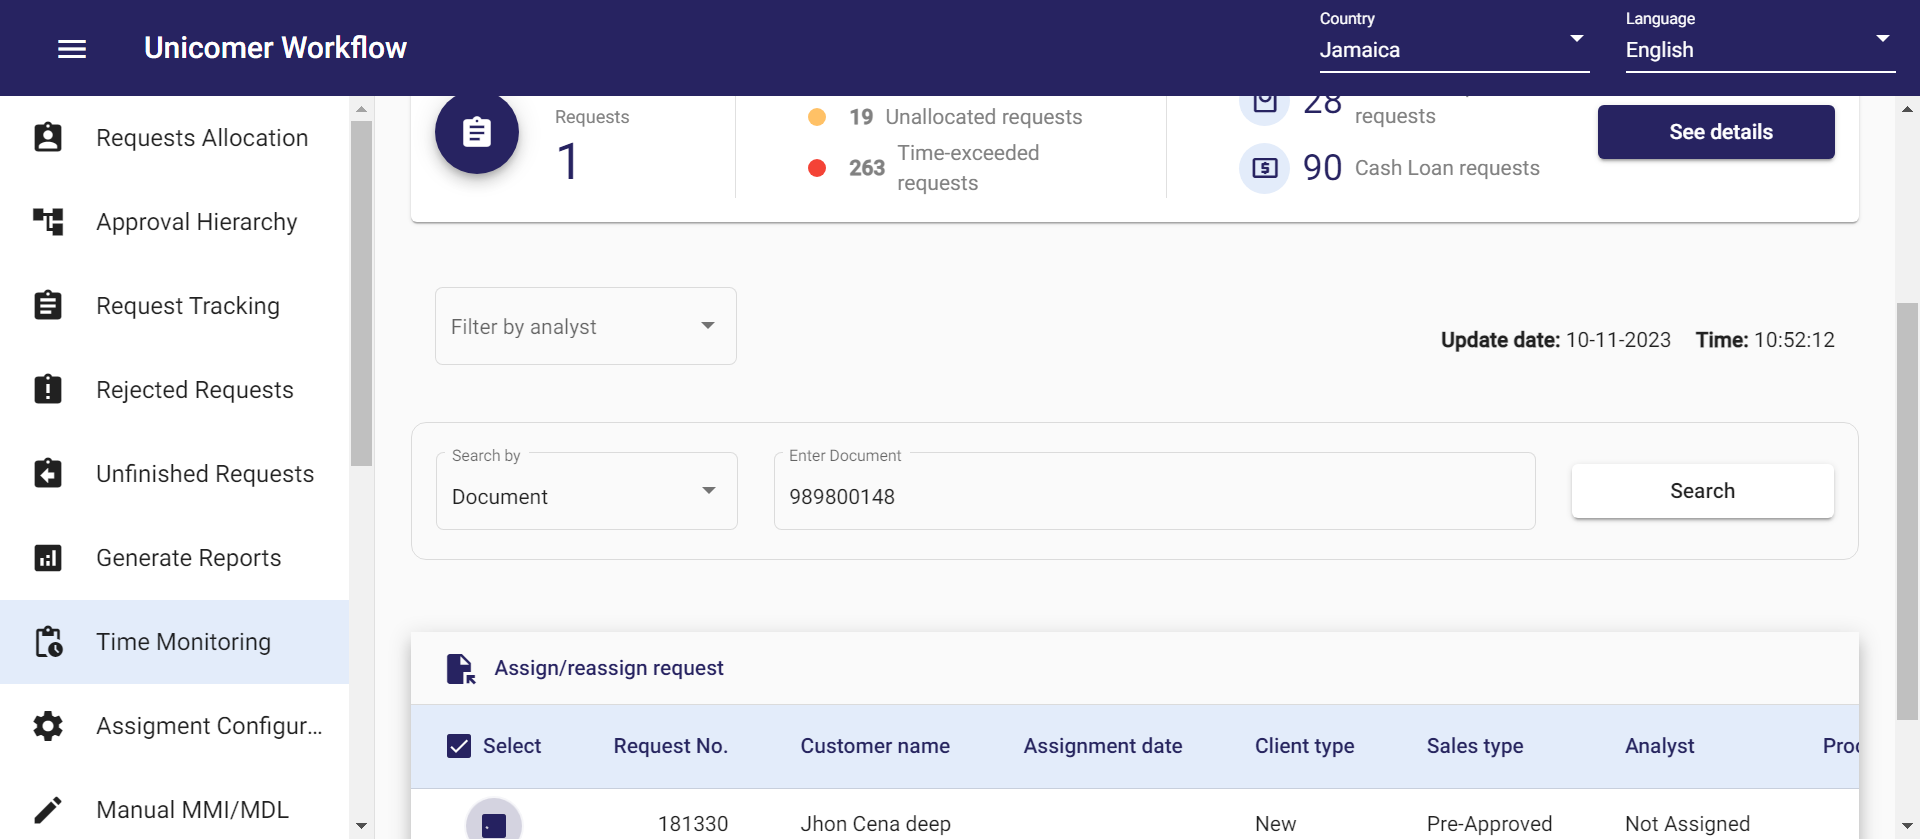 Unicomer Workflow
Country
Jamaica
Language
English
Requests Allocation
Approval Hierarchy
Request Tracking
Rejected Requests
Unfinished Requests
Generate Reports
Time Monitoring
Assigment Configur...
Manual MMI/MDL
Requests
1
19 Unallocated requests
263 Time-exceeded
requests
28
requests
90 Cash Loan requests
See details
Filter by analyst
Update date: 10-11-2023 Time: 10:52:12
Search by
Document
Enter Document
989800148
Search
Assign/reassign request
Select Request No. Customer name Assignment date Client type Sales type Analyst
181330 Jhon Cena deep New Pre-Approved Not Assigned